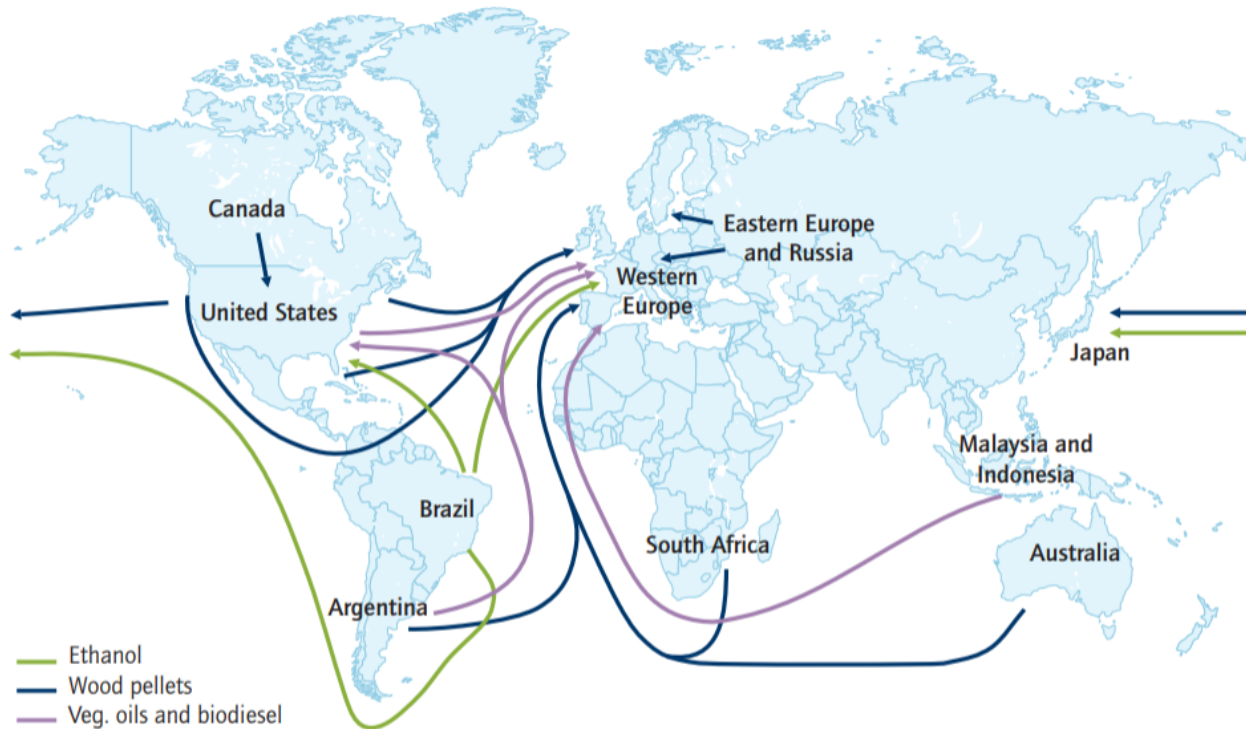 Canada
United States
Eastern Europe
and Russia
Western
Europe
Japan
Malaysia and
Indonesia
Brazil
South Africa
Australia
Argentina
Ethanol
Wood pellets
Veg. oils and biodiesel